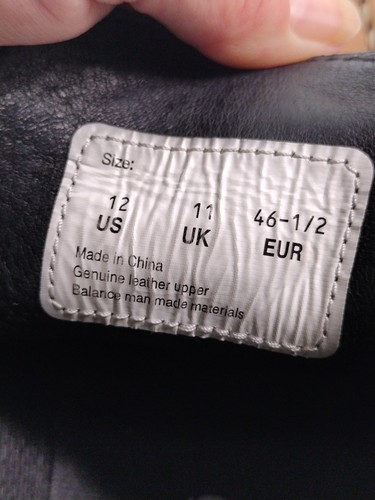 Size:
12 11 46-1/2
US UK EUR
Made in China
Genuine leather upper
Balance man made materials